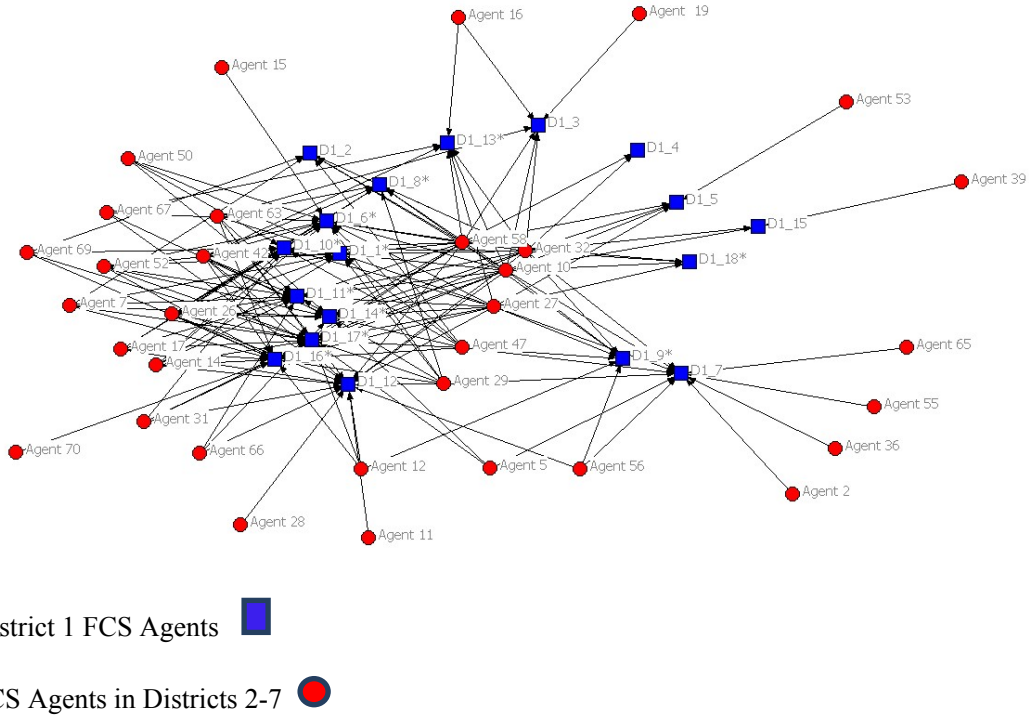 Agent 16
Agent 19
Agent 15
Agent 53
D1_3
D1_13*
D1_2
D1_4
Agent 50
Agent 39
D1_8*
D1_5
Agent 67
Agent 63
D1_6*
D1_15
Agent 58
D1_10*
D1_1*
Agent 32
Agent 69
Agent 42
D1_18*
Agent 52
Agent 10
D1_11*
Agent 7
Agent 26
D1_14*
Agent 27
D1_17*
Agent 17
Agent 47
Agent 65
D1_16*
D1_9*
Agent 14
D1_7
D1_12
Agent 29
Agent 55
Agent 31
Agent 36
Agent 70
Agent 66
Agent 12
Agent 5
Agent 56
Agent 2
Agent 28
Agent 11
strict 1 FCS Agents
CS Agents in Districts 2-7